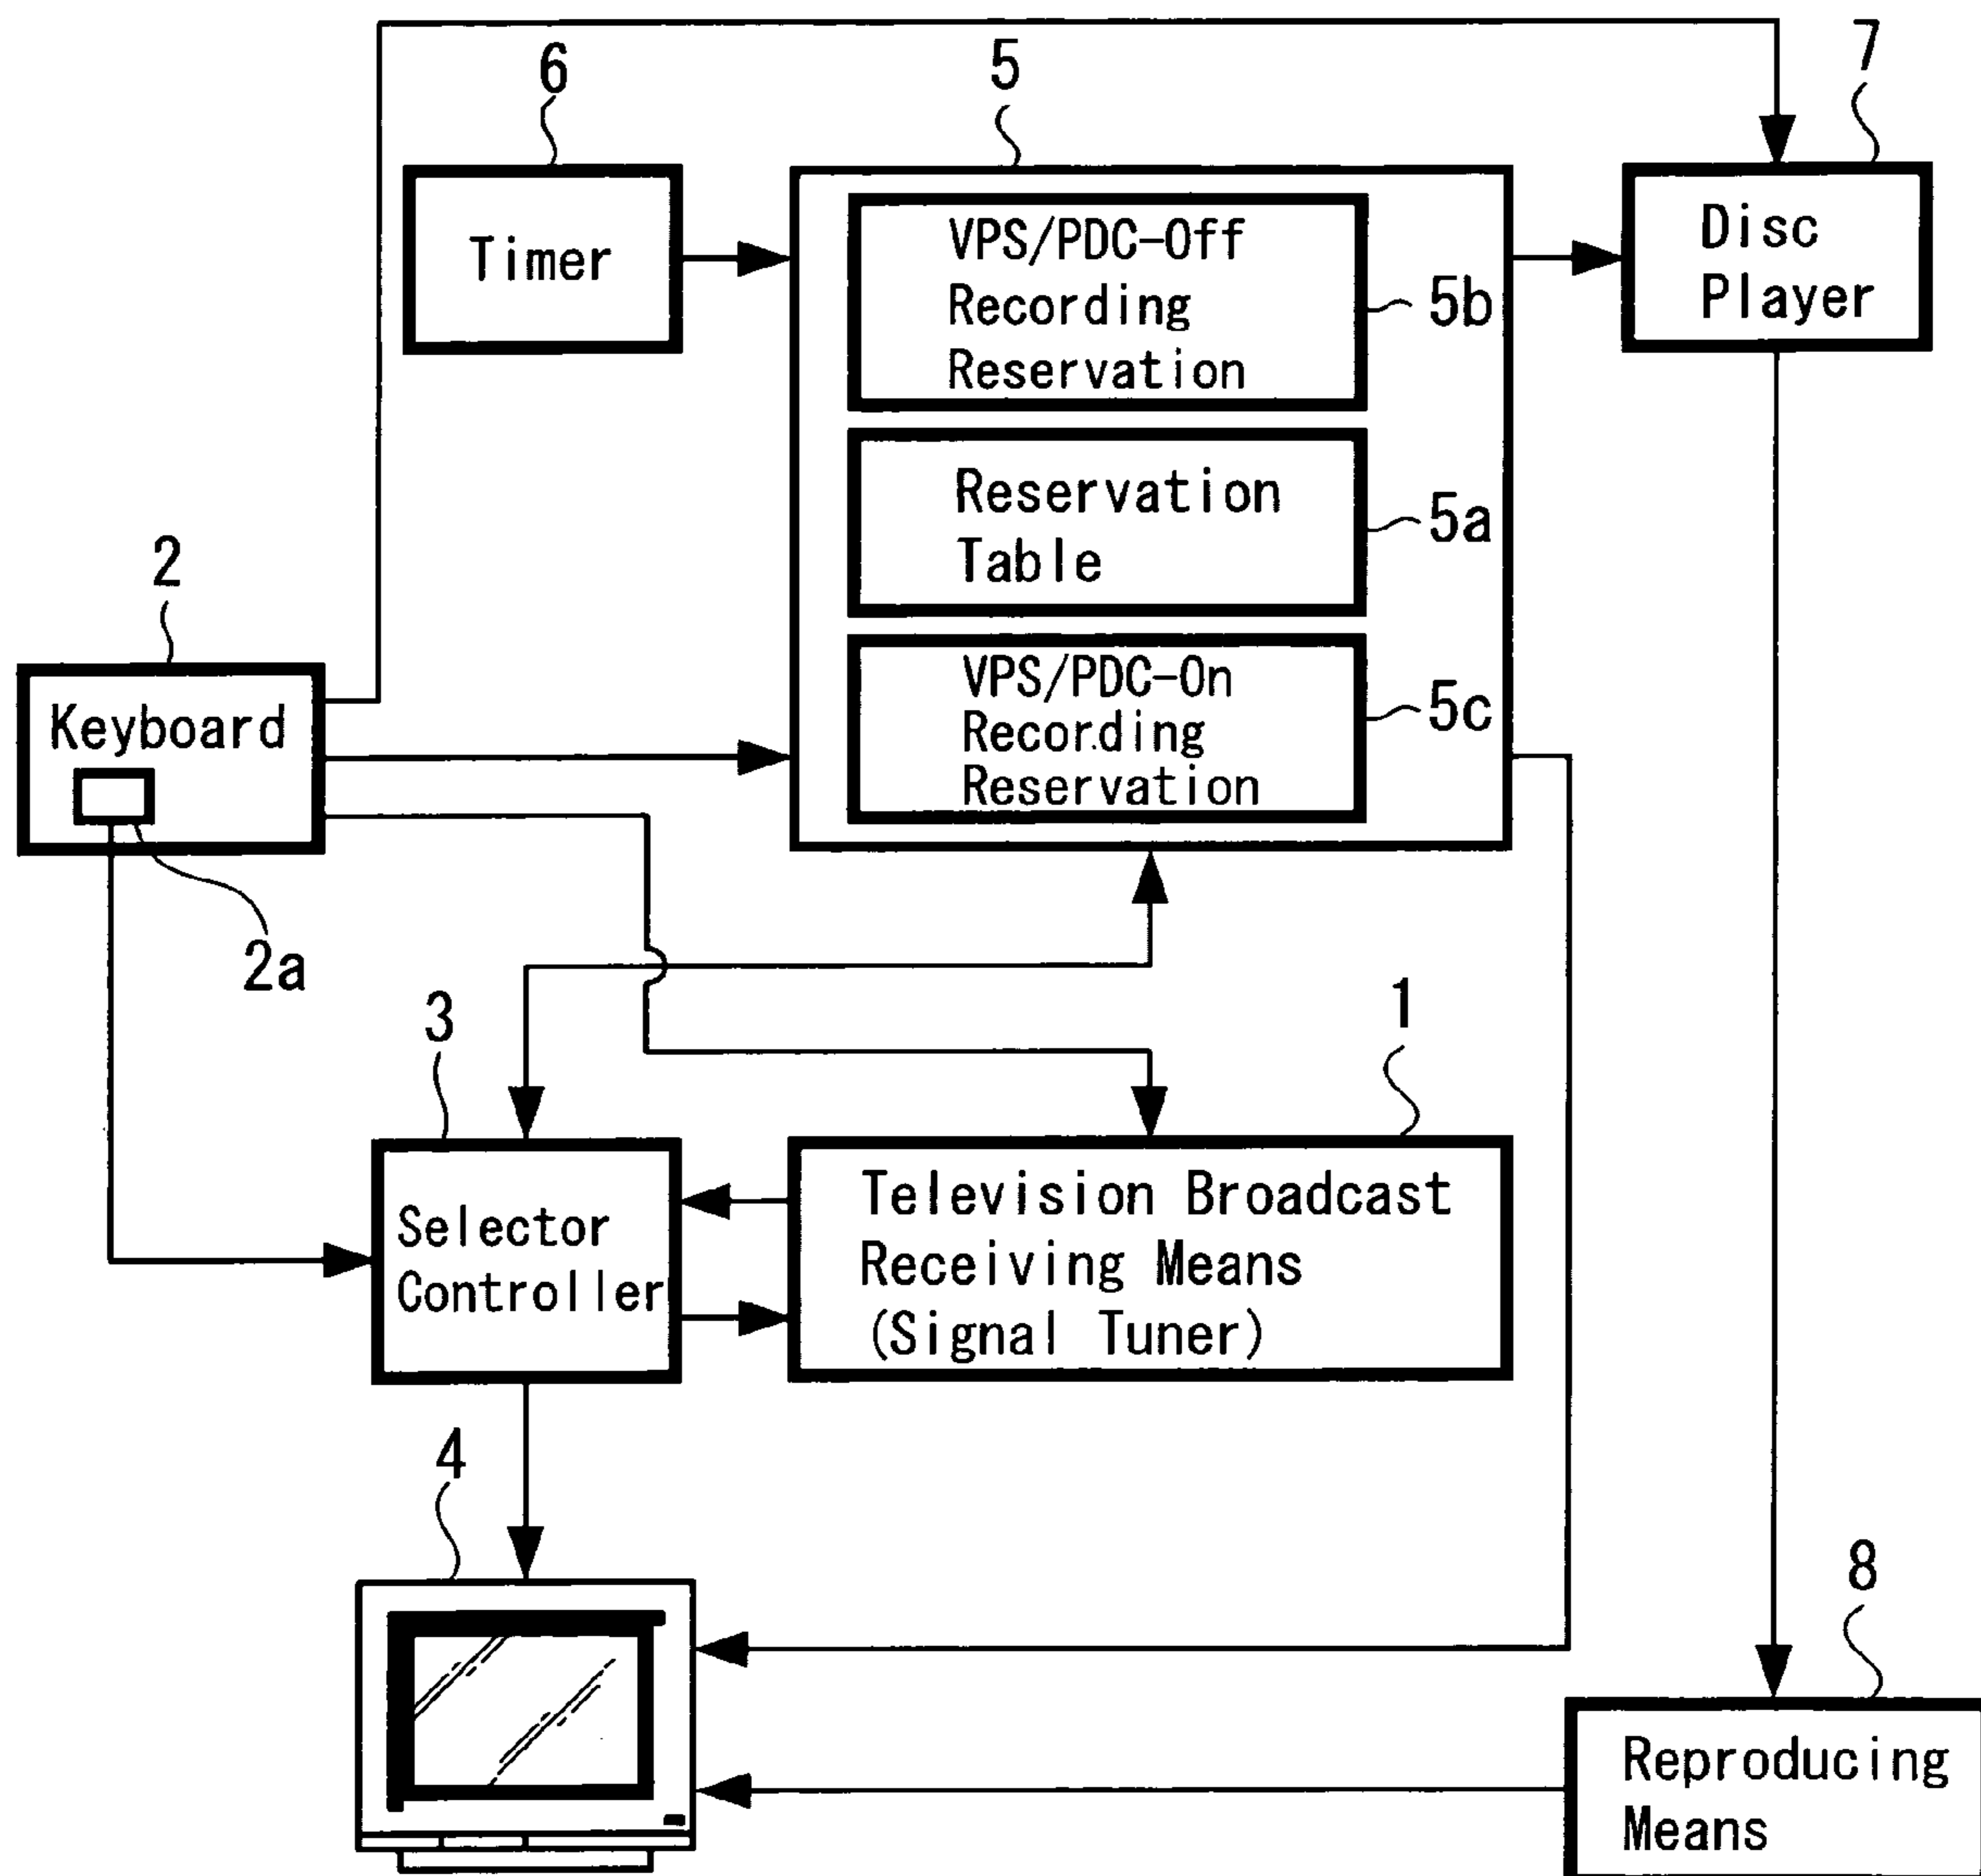 6
5
7
Timer
VPS/PDC-Off
Recording
Reservation
5b
Disc
Player
Reservation
Table
5a
2
Keyboard
2a
VPS/PDC-On
Recording
Reservation
5c
3
1
Selector
Controller
Television Broadcast
Receiving Means
(Signal Tuner)
4
8
Reproducing
Means